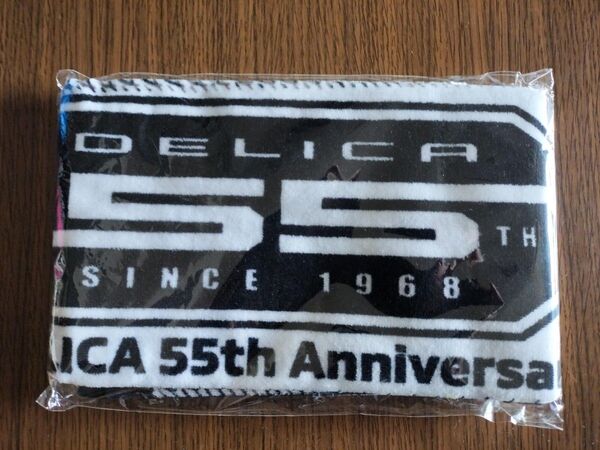 DELICA
55TH
SINCE 1968
ICA 55th Anniversa